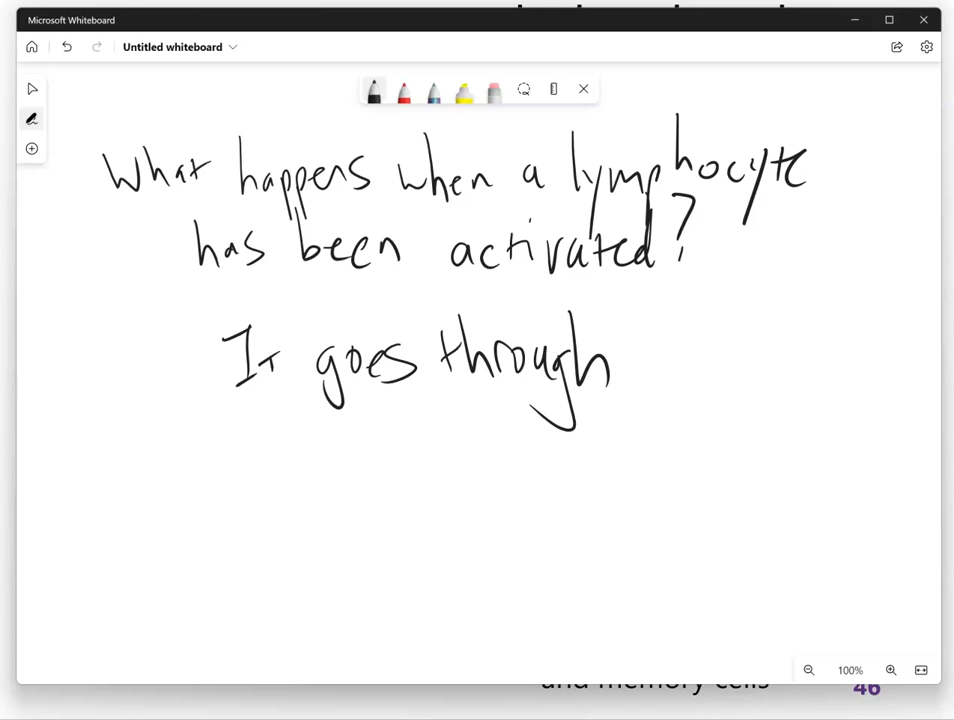 Microsoft Whiteboard
Untitled whiteboard
What happens when a lymphocyte
has been activated?
It goes through
100%
and memory cells
46